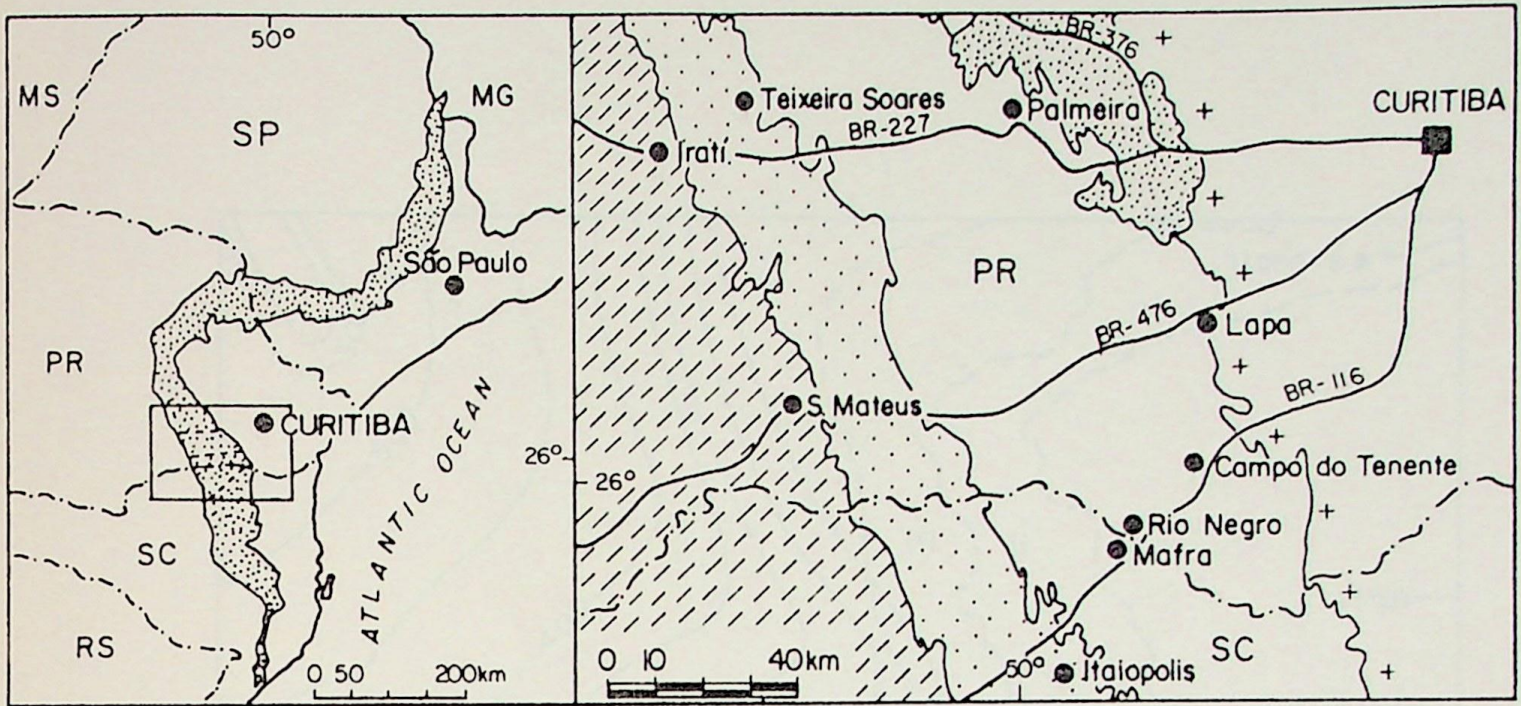 50°
MS
SP
MG
São Paulo
PR
CURITIBA
26°
ATLANTIC OCEAN
SC
RS
0 50 200km
BR-376
Teixeira Soares
Palmeira
CURITIBA
BR-227
Iratí
PR
BR-476
Lapa
BR-116
S. Mateus
Campo do Tenente
26°
Rio Negro
Mafra
SC
0 10 40km
50°
Itaiopolis